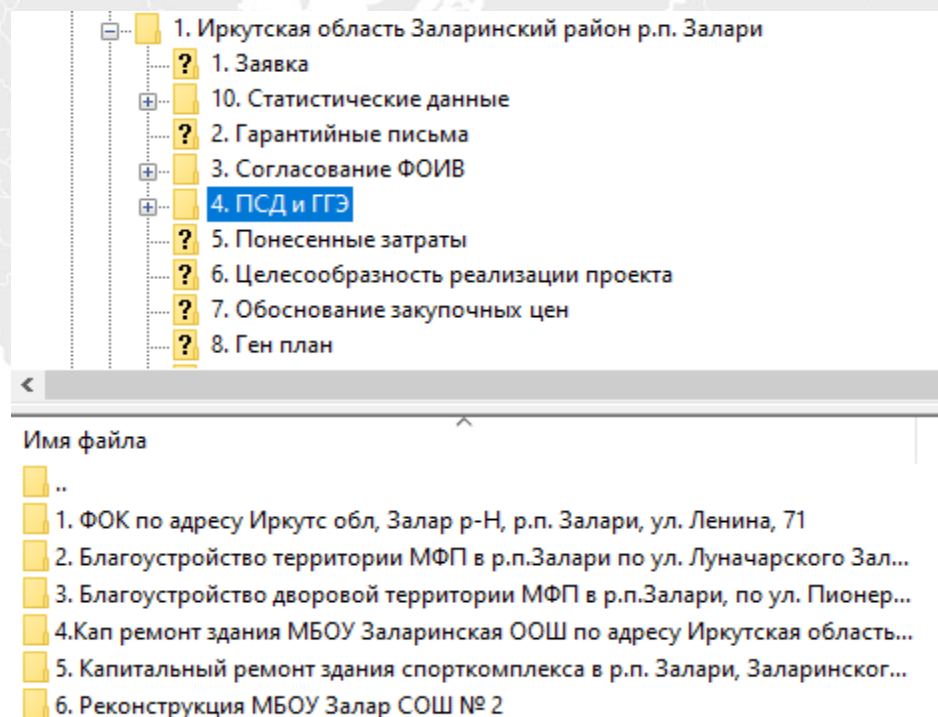 1. Иркутская область Заларинский район р.п. Залари
? 1. Заявка
10. Статистические данные
? 2. Гарантийные письма
3. Согласование ФОИВ
4. ПСД и ГГЭ
? 5. Понесенные затраты
? 6. Целесообразность реализации проекта
? 7. Обоснование закупочных цен
? 8. Ген план
Имя файла
..
1. ФОК по адресу Иркутс обл, Залар р-Н, р.п. Залари, ул. Ленина, 71
2. Благоустройство территории МФП в р.п.Залари по ул. Луначарского Зал...
3. Благоустройство дворовой территории МФП в р.п.Залари, по ул. Пионер...
4.Кап ремонт здания МБОУ Заларинская ООШ по адресу Иркутская область...
5. Капитальный ремонт здания спорткомплекса в р.п. Залари, Заларинског...
6. Реконструкция МБОУ Залар СОШ № 2